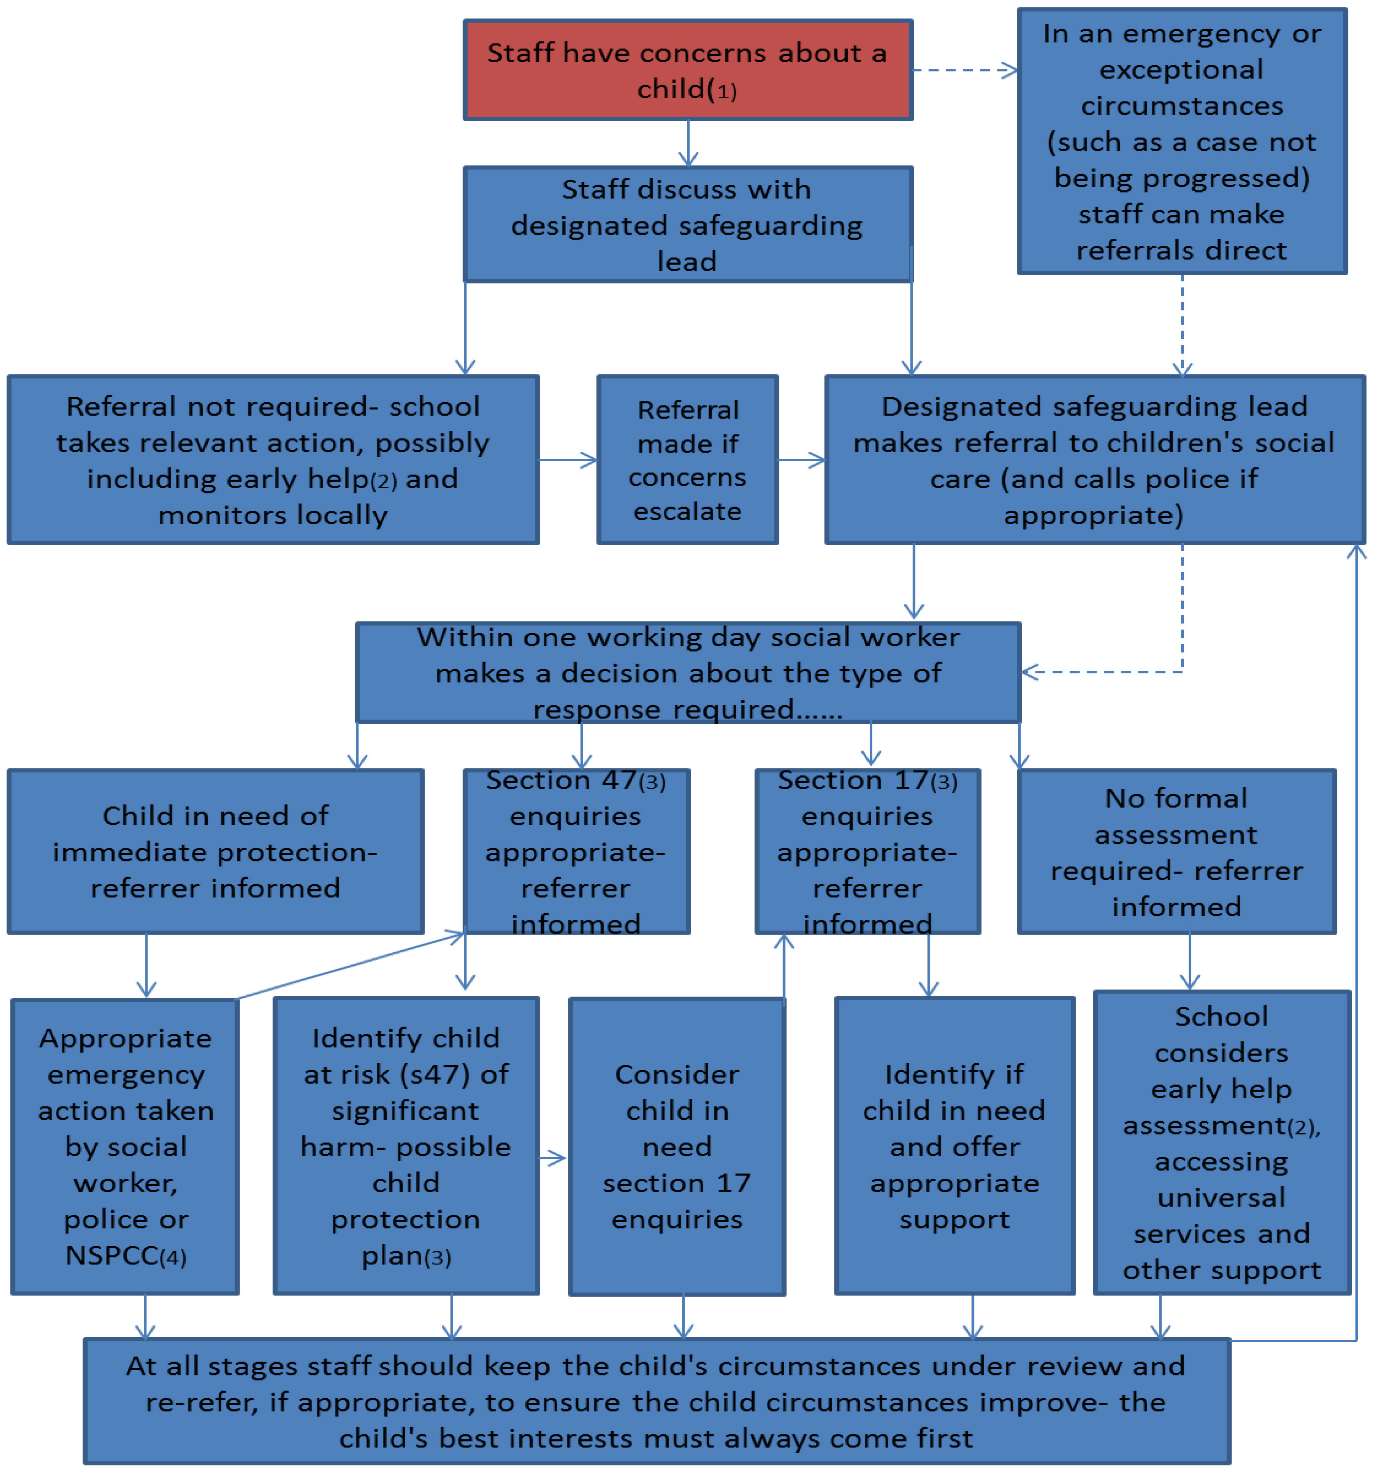 Staff have concerns about a
child(1)
In an emergency or
exceptional
circumstances
(such as a case not
being progressed)
staff can make
referrals direct
Staff discuss with
designated safeguarding
lead
Referral not required- school
takes relevant action, possibly
including early help(2) and
monitors locally
Referral
made if
concerns
escalate
Designated safeguarding lead
makes referral to children's social
care (and calls police if
appropriate)
Within one working day social worker
makes a decision about the type of
response required......
Child in need of
immediate protection-
referrer informed
Section 47(3)
enquiries
appropriate-
referrer
informed
Section 17(3)
enquiries
appropriate-
referrer
informed
No formal
assessment
required- referrer
informed
Appropriate
emergency
action taken
by social
worker,
police or
NSPCC(4)
Identify child
at risk (s47) of
significant
harm- possible
child
protection
plan(3)
Consider
child in
need
section 17
enquiries
Identify if
child in need
and offer
appropriate
support
School
considers
early help
assessment(2),
accessing
universal
services and
other support
At all stages staff should keep the child's circumstances under review and
re-refer, if appropriate, to ensure the child circumstances improve- the
child's best interests must always come first